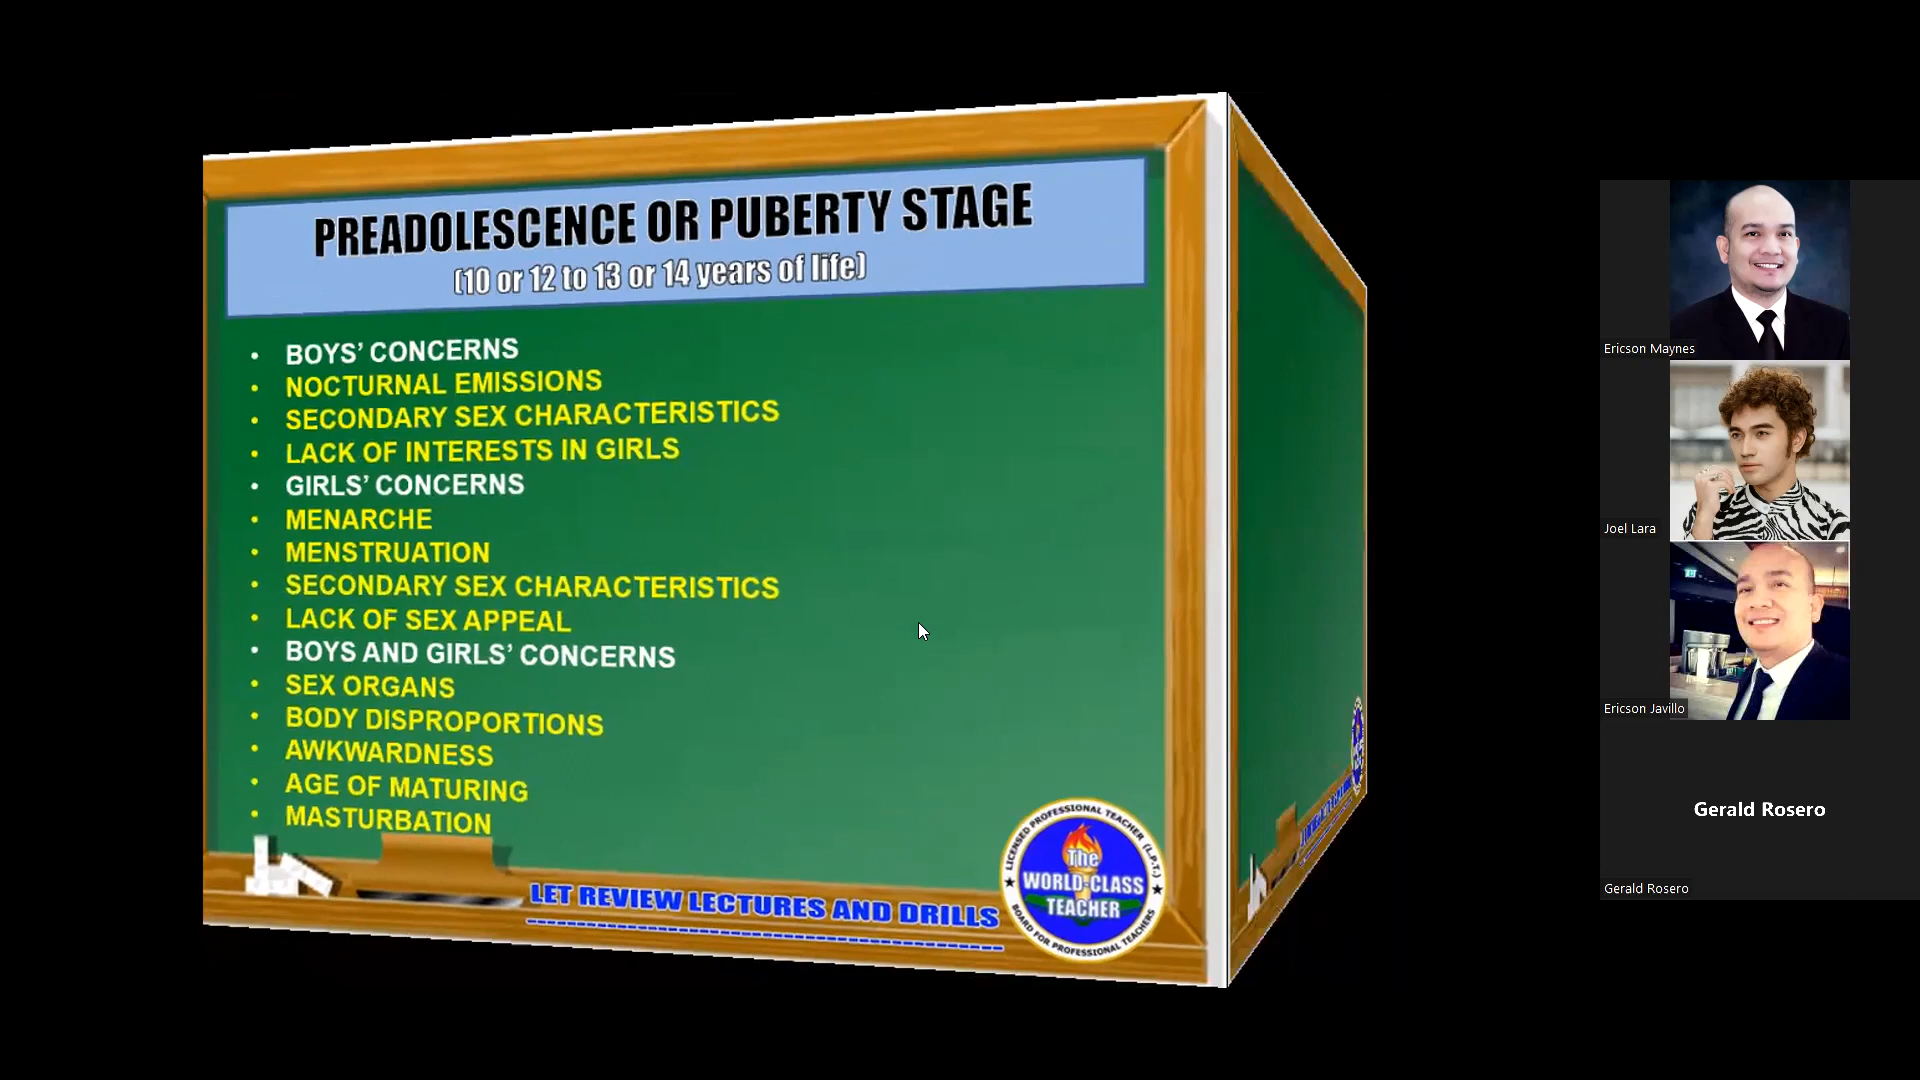 PREADOLESCENCE OR PUBERTY STAGE
(10 or 12 to 13 or 14 years of life)
• BOYS’ CONCERNS
• NOCTURNAL EMISSIONS
• SECONDARY SEX CHARACTERISTICS
• LACK OF INTERESTS IN GIRLS
• GIRLS’ CONCERNS
• MENARCHE
• MENSTRUATION
• SECONDARY SEX CHARACTERISTICS
• LACK OF SEX APPEAL
• BOYS AND GIRLS’ CONCERNS
• SEX ORGANS
• BODY DISPROPORTIONS
• AWKWARDNESS
• AGE OF MATURING
• MASTURBATION
LET REVIEW LECTURES AND DRILLS
LICENSED PROFESSIONAL TEACHER (L.P.T.)
The
WORLD-CLASS
TEACHER
BOARD FOR PROFESSIONAL TEACHERS
Ericson Maynes
Joel Lara
Ericson Javillo
Gerald Rosero
Gerald Rosero